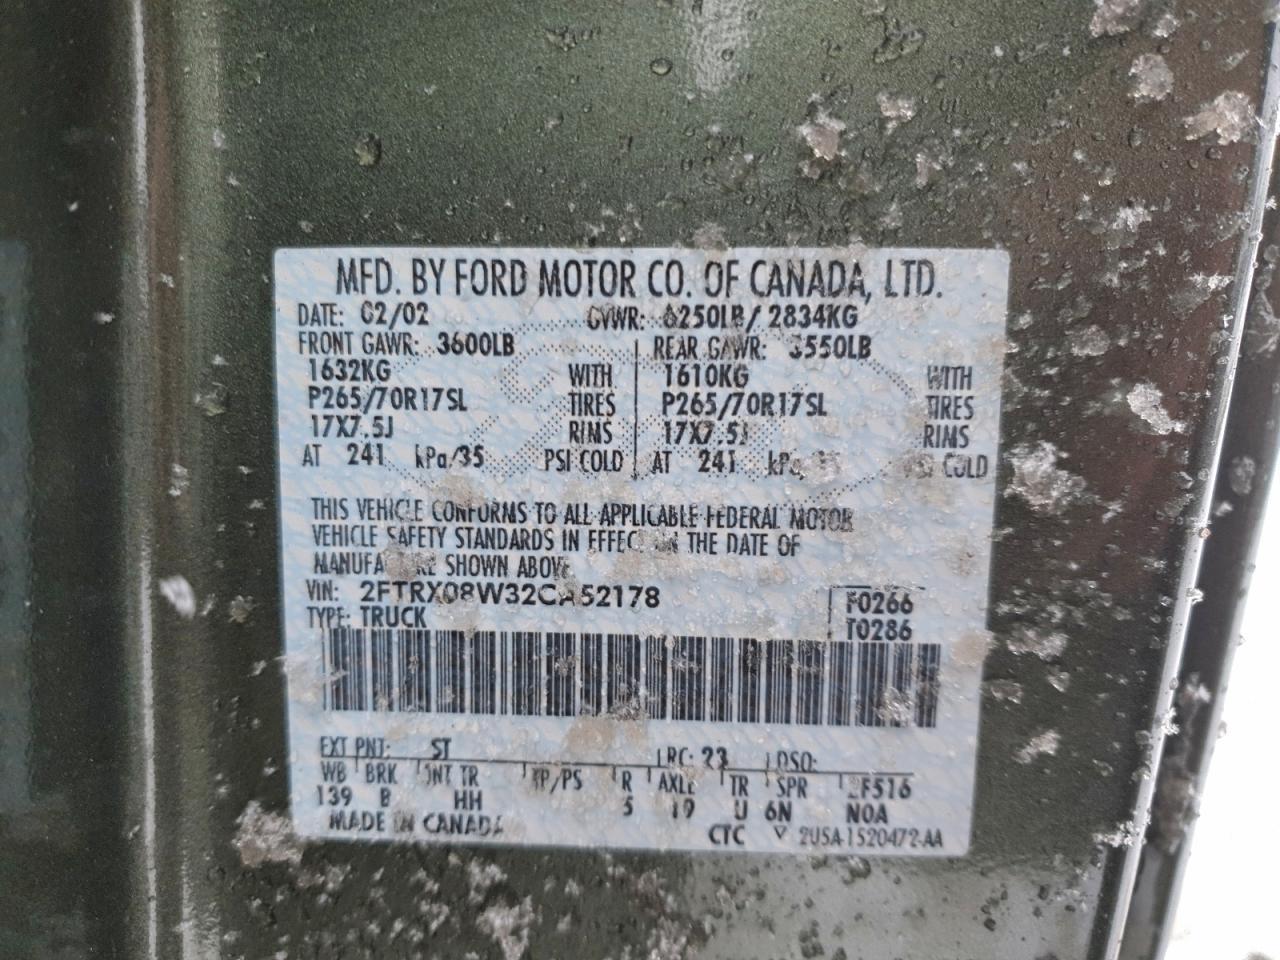 MFD. BY FORD MOTOR CO. OF CANADA, LTD.
DATE: 02/02 GVWR: 6250LB/ 2834KG
FRONT GAWR: 3600LB REAR GAWR: 3550LB
1632KG WITH 1610KG WITH
P265/70R17SL TIRES P265/70R17SL TIRES
17X7.5J RIMS 17X7.5J RIMS
AT 241 kPa/35 PSI COLD AT 241 kPa/35 PSI COLD
THIS VEHICLE CONFORMS TO ALL APPLICABLE FEDERAL MOTOR
VEHICLE SAFETY STANDARDS IN EFFECT ON THE DATE OF
MANUFACTURE SHOWN ABOVE
VIN: 2FTRX08W32CA52178 F0266
TYPE: TRUCK T0286
EXT PNT: ST LRC: 23 DSO:
WB BRK INT TR TP/PS R AXLE TR SPR 2F516
139 B HH 5 19 U 6N NOA
MADE IN CANADA CTC ▽ 2U5A-1520472-AA